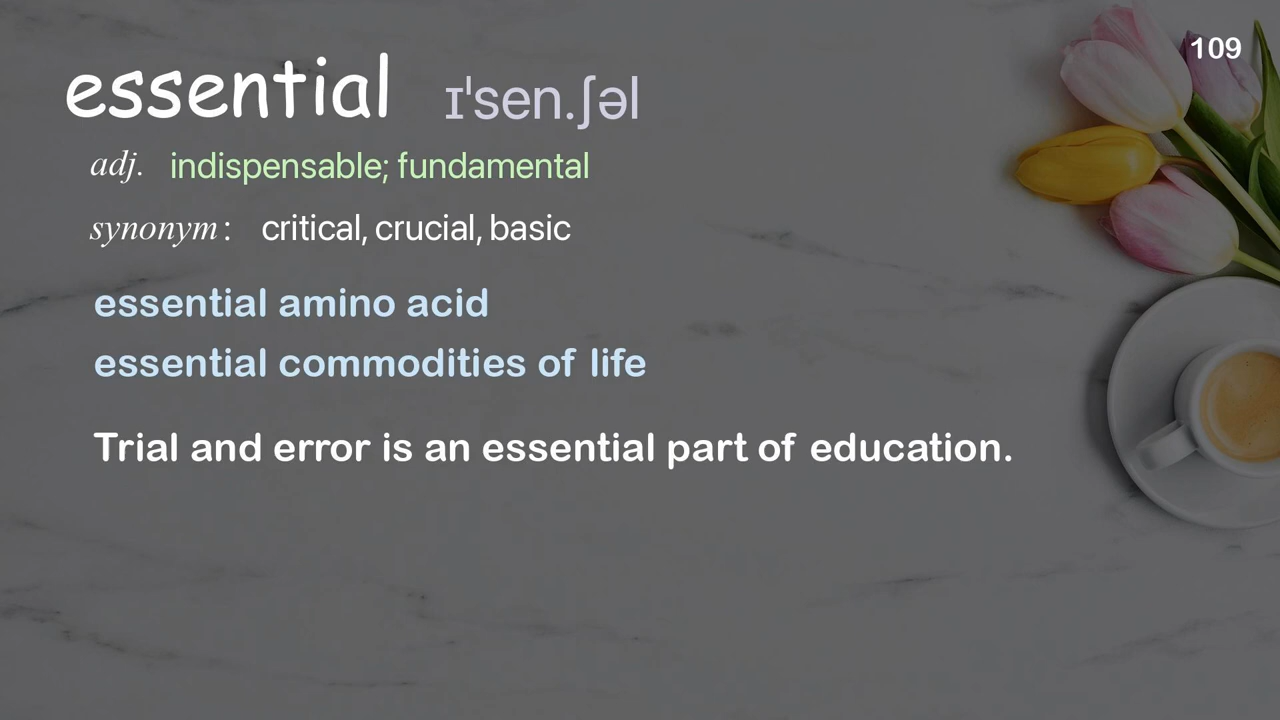 109
essential ɪˈsen.ʃəl
adj. indispensable; fundamental
synonym: critical, crucial, basic
essential amino acid
essential commodities of life
Trial and error is an essential part of education.